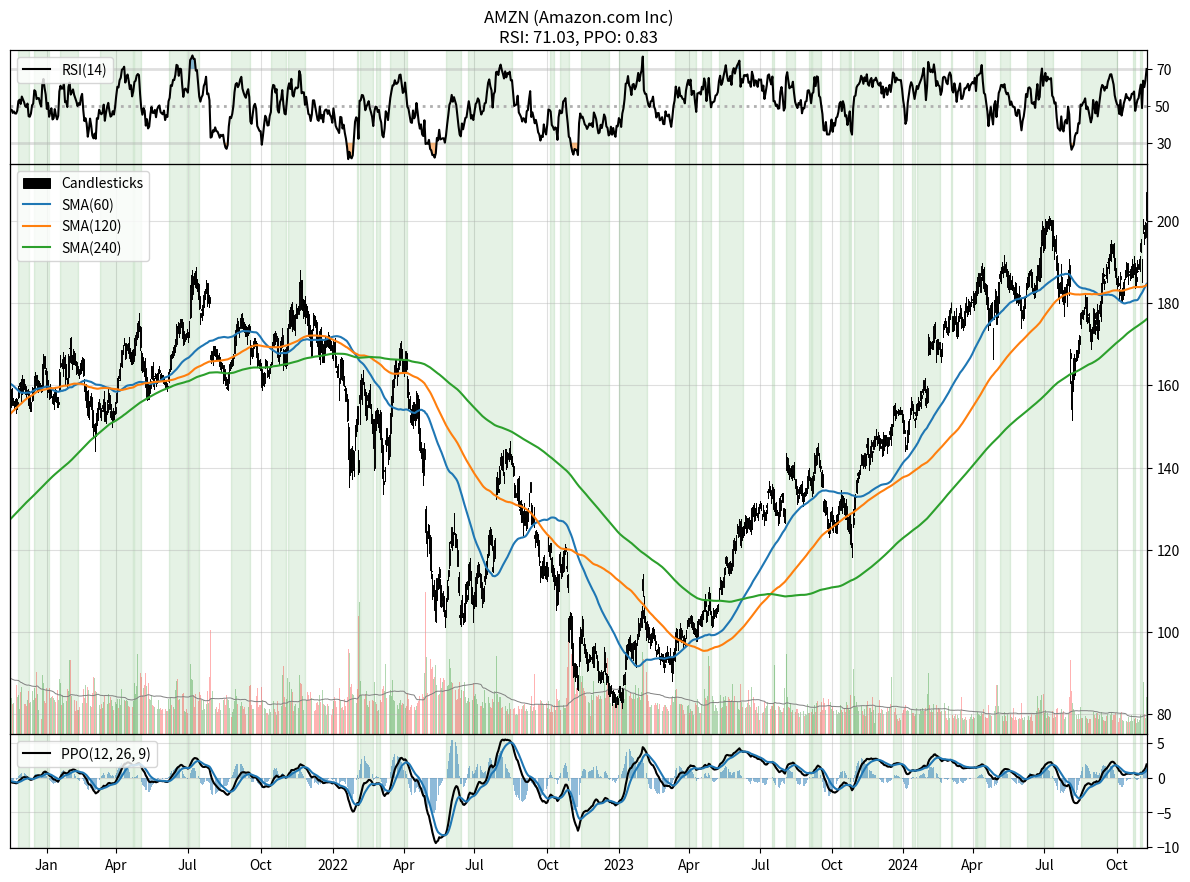 AMZN (Amazon.com Inc)
RSI: 71.03, PPO: 0.83
RSI(14)
70
50
30
Candlesticks
SMA(60)
SMA(120)
SMA(240)
200
180
160
140
120
100
80
PPO(12, 26, 9)
5
0
−5
−10
Jan Apr Jul Oct 2022 Apr Jul Oct 2023 Apr Jul Oct 2024 Apr Jul Oct